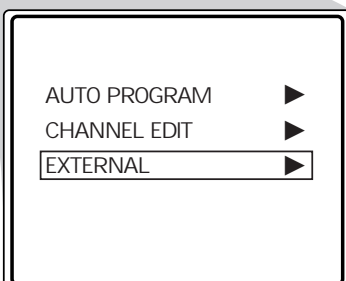 AUTO PROGRAM ▶
CHANNEL EDIT ▶
EXTERNAL ▶